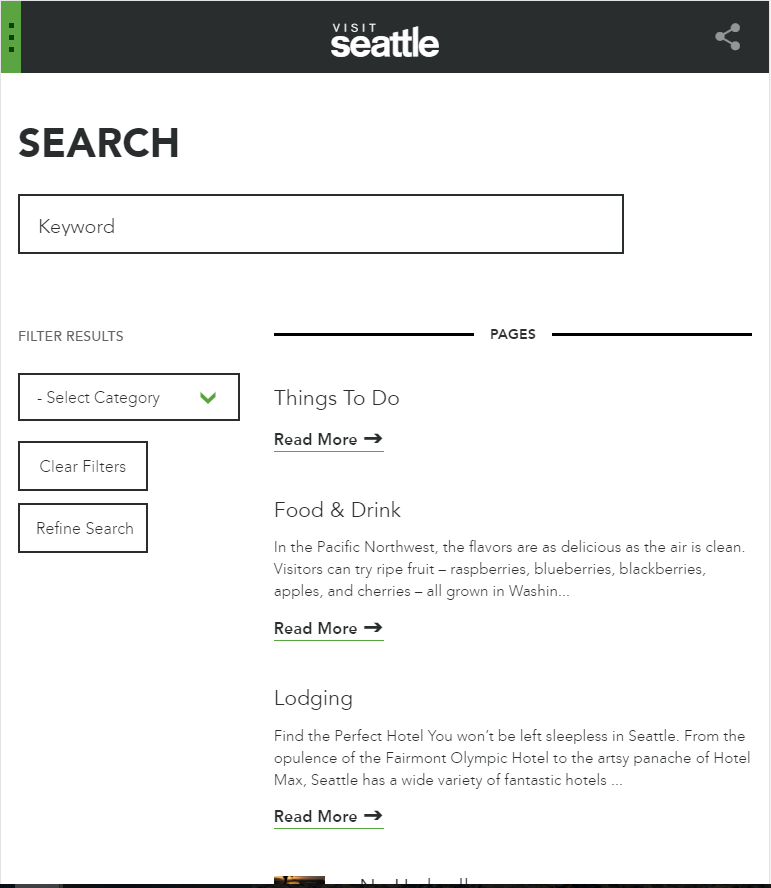 VISIT
seattle
SEARCH
Keyword
FILTER RESULTS
- Select Category
Clear Filters
Refine Search
PAGES
Things To Do
Read More
Food & Drink
In the Pacific Northwest, the flavors are as delicious as the air is clean.
Visitors can try ripe fruit – raspberries, blueberries, blackberries,
apples, and cherries – all grown in Washin...
Read More
Lodging
Find the Perfect Hotel You won’t be left sleepless in Seattle. From the
opulence of the Fairmont Olympic Hotel to the artsy panache of Hotel
Max, Seattle has a wide variety of fantastic hotels ...
Read More